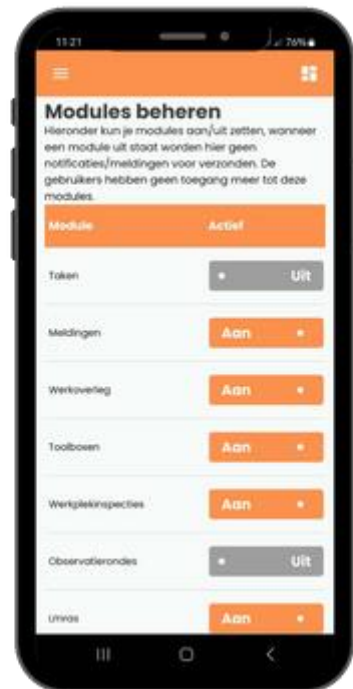 11:21
76%
Modules beheren
Hieronder kun je modules aan/uit zetten, wanneer
een module uit staat worden hier geen
notificaties/meldingen voor verzonden. De
gebruikers hebben geen toegang meer tot deze
modules.
Module Actief
Taken Uit
Meldingen Aan
Werkoverleg Aan
Toolboxen Aan
Werkplekinspecties Aan
Observatierondes Uit
Aan